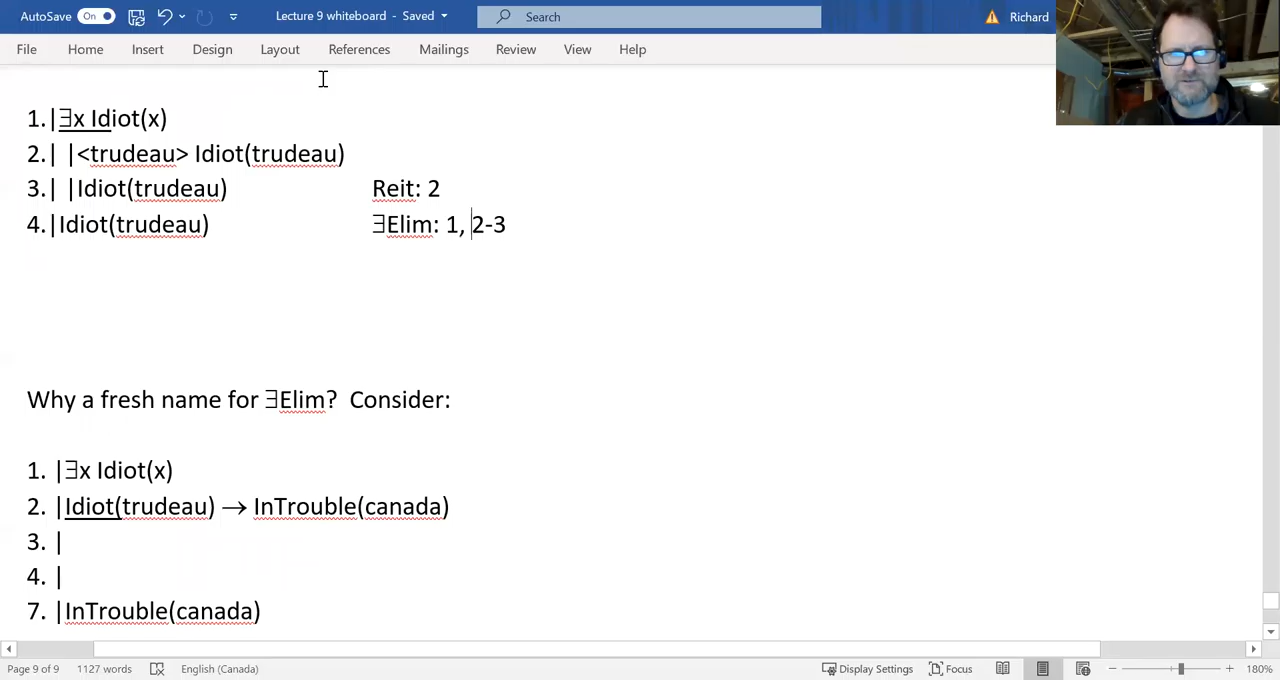 AutoSave On Lecture 9 whiteboard - Saved Search Richard
File Home Insert Design Layout References Mailings Review View Help
1.|∃x Idiot(x)
2.| |<trudeau> Idiot(trudeau)
3.| |Idiot(trudeau) Reit: 2
4.|Idiot(trudeau) ∃Elim: 1, 2-3
Why a fresh name for ∃Elim? Consider:
1. |∃x Idiot(x)
2. |Idiot(trudeau) → InTrouble(canada)
3. |
4. |
7. |InTrouble(canada)
Page 9 of 9 1127 words English (Canada) Display Settings Focus 180%